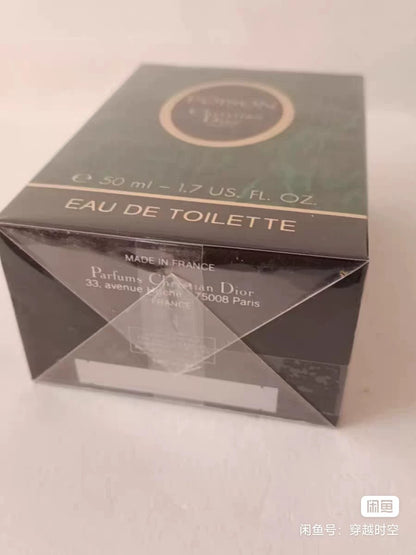 POISON
Christian
Dior
℮ 50 ml – 1.7 US. FL. OZ.
EAU DE TOILETTE
MADE IN FRANCE
Parfums Christian Dior
33, avenue Hoche, 75008 Paris
FRANCE
闲鱼
闲鱼号：穿越时空